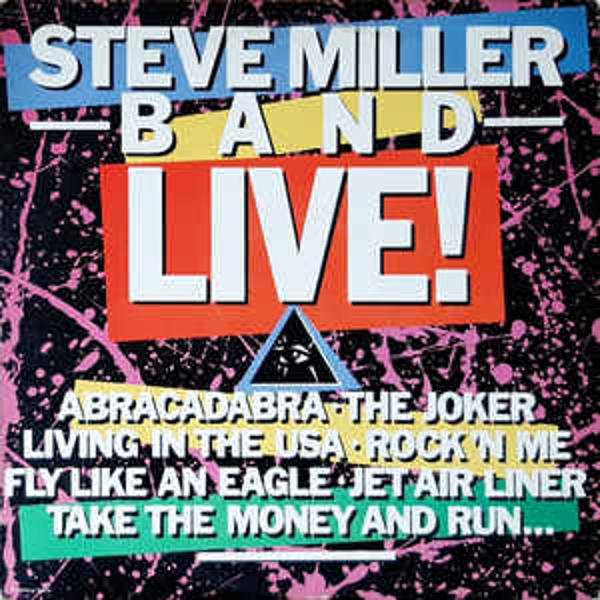 STEVE MILLER
BAND
LIVE!
ABRACADABRA · THE JOKER
LIVING IN THE USA · ROCK 'N ME
FLY LIKE AN EAGLE · JET AIR LINER
TAKE THE MONEY AND RUN...